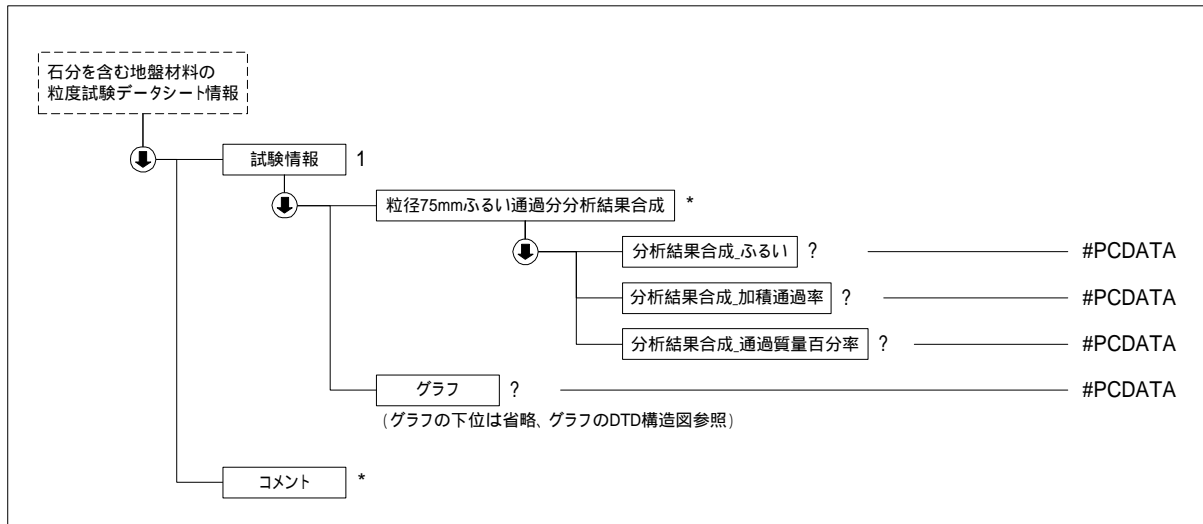 石分を含む地盤材料の
粒度試験データシート情報
試験情報 1
粒径75mmふるい通過分分析結果合成 *
分析結果合成_ふるい ? #PCDATA
分析結果合成_加積通過率 ? #PCDATA
分析結果合成_通過質量百分率 ? #PCDATA
グラフ ? #PCDATA
(グラフの下位は省略、グラフのDTD構造図参照)
コメント *